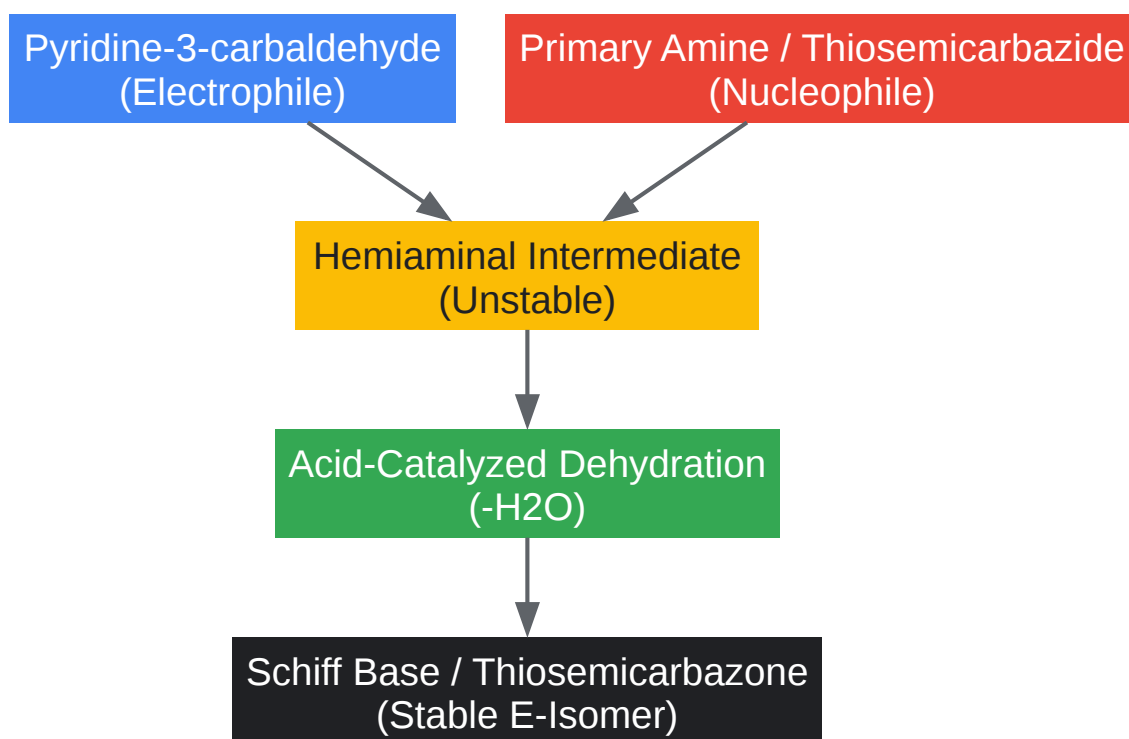 Pyridine-3-carbaldehyde
(Electrophile)
Primary Amine / Thiosemicarbazide
(Nucleophile)
Hemiaminal Intermediate
(Unstable)
Acid-Catalyzed Dehydration
(-H2O)
Schiff Base / Thiosemicarbazone
(Stable E-Isomer)